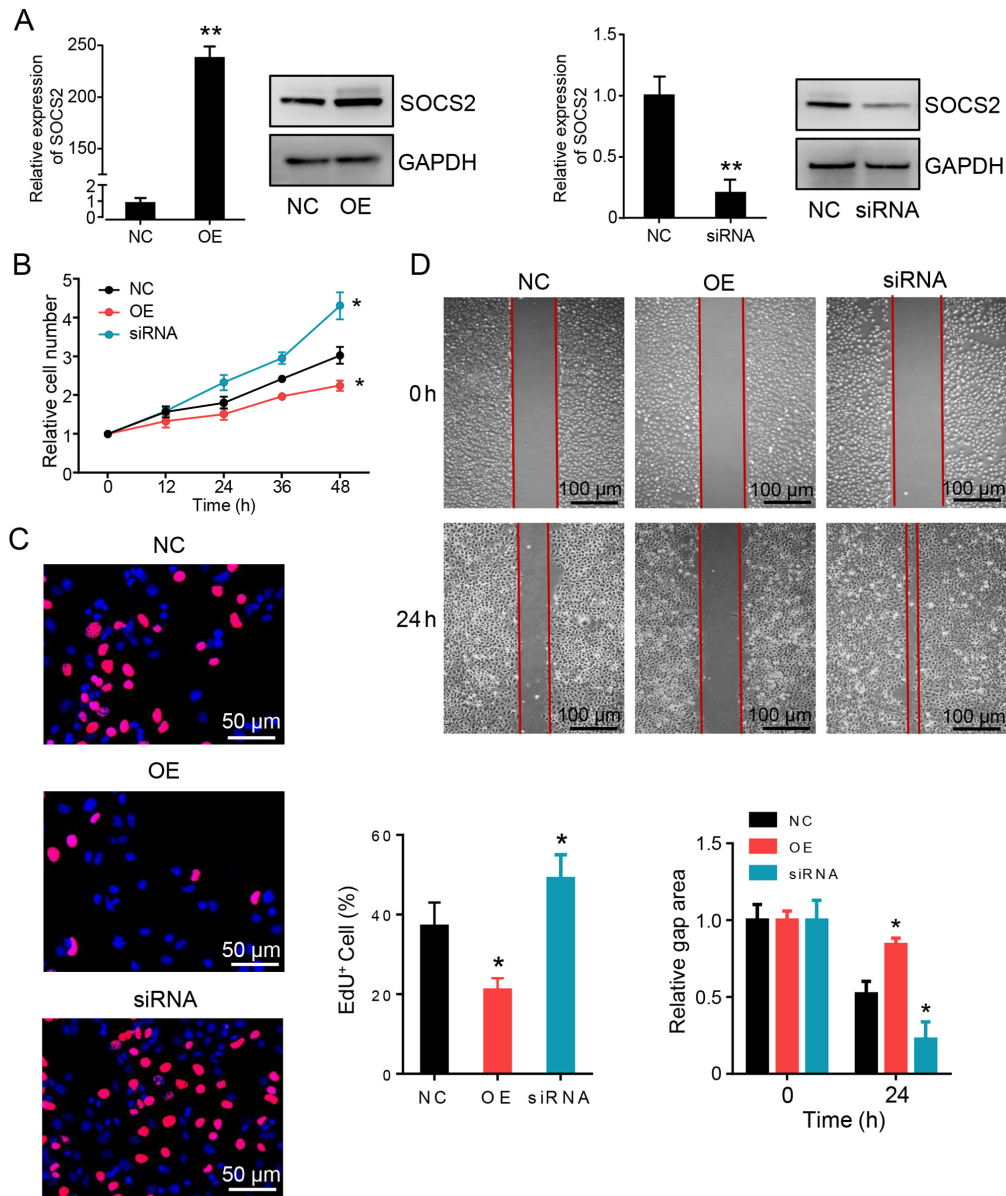 A
Relative expression
of SOCS2
250
200
150
2
1
0
**
NC
OE
SOCS2
GAPDH
NC OE
Relative expression
of SOCS2
1.5
1.0
0.5
0
**
NC
siRNA
SOCS2
GAPDH
NC siRNA
B
Relative cell number
5
4
3
2
1
0
NC
OE
siRNA
*
*
0 12 24 36 48
Time (h)
C
NC
50 µm
OE
50 µm
siRNA
50 µm
EdU⁺ Cell (%)
60
40
20
0
*
*
NC OE siRNA
D
NC OE siRNA
0 h
100 µm 100 µm 100 µm
24 h
100 µm 100 µm 100 µm
NC
OE
siRNA
Relative gap area
1.5
1.0
0.5
0
*
*
0 24
Time (h)